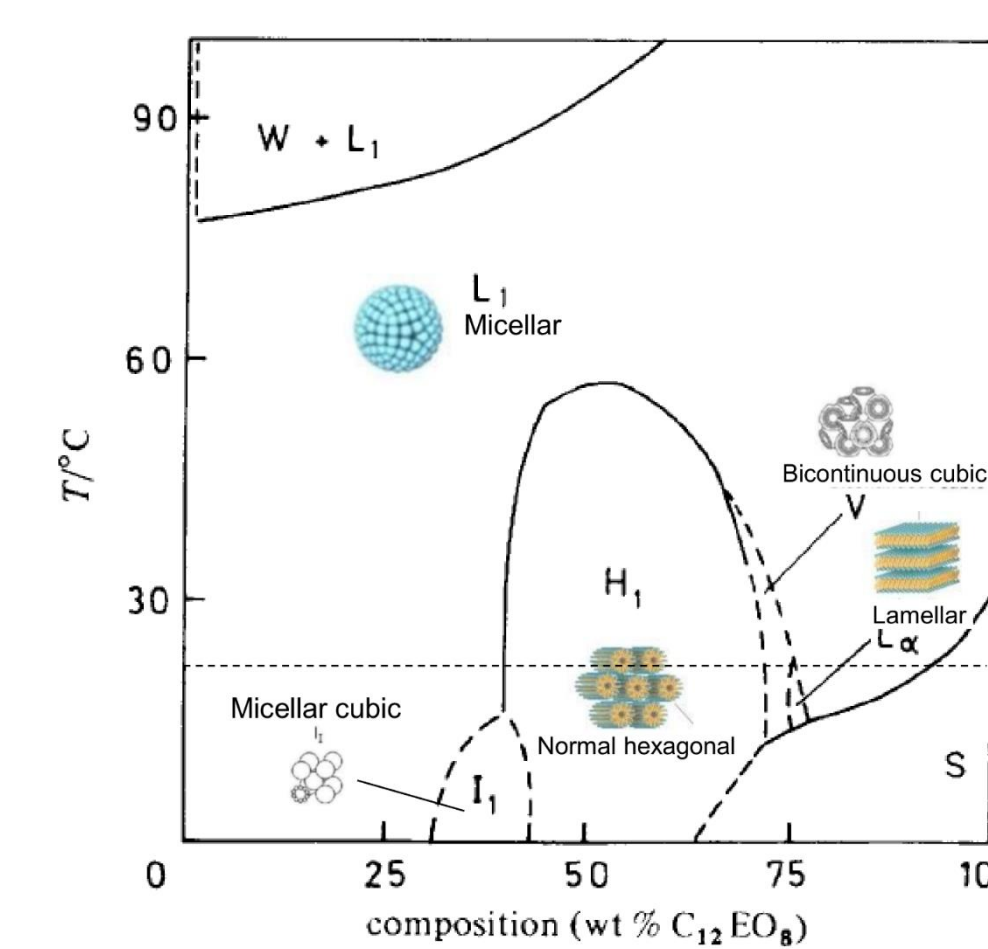 90
W + L₁
L₁
Micellar
60
T/°C
Bicontinuous cubic
V
30
H₁
Lamellar
Lα
Micellar cubic
I₁
Normal hexagonal
S
I₁
0
25
50
75
10
composition (wt % C₁₂EO₈)